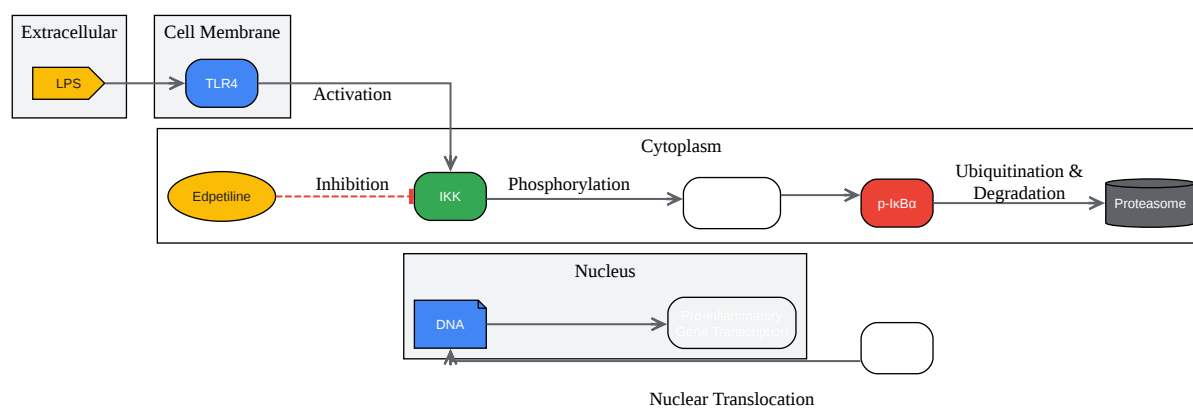 Extracellular
Cell Membrane
LPS
TLR4
Activation
Cytoplasm
Edpetiline
Inhibition
IKK
Phosphorylation
p-IκBα
Ubiquitination &
Degradation
Proteasome
Nucleus
DNA
Pro-inflammatory
Gene Transcription
Nuclear Translocation